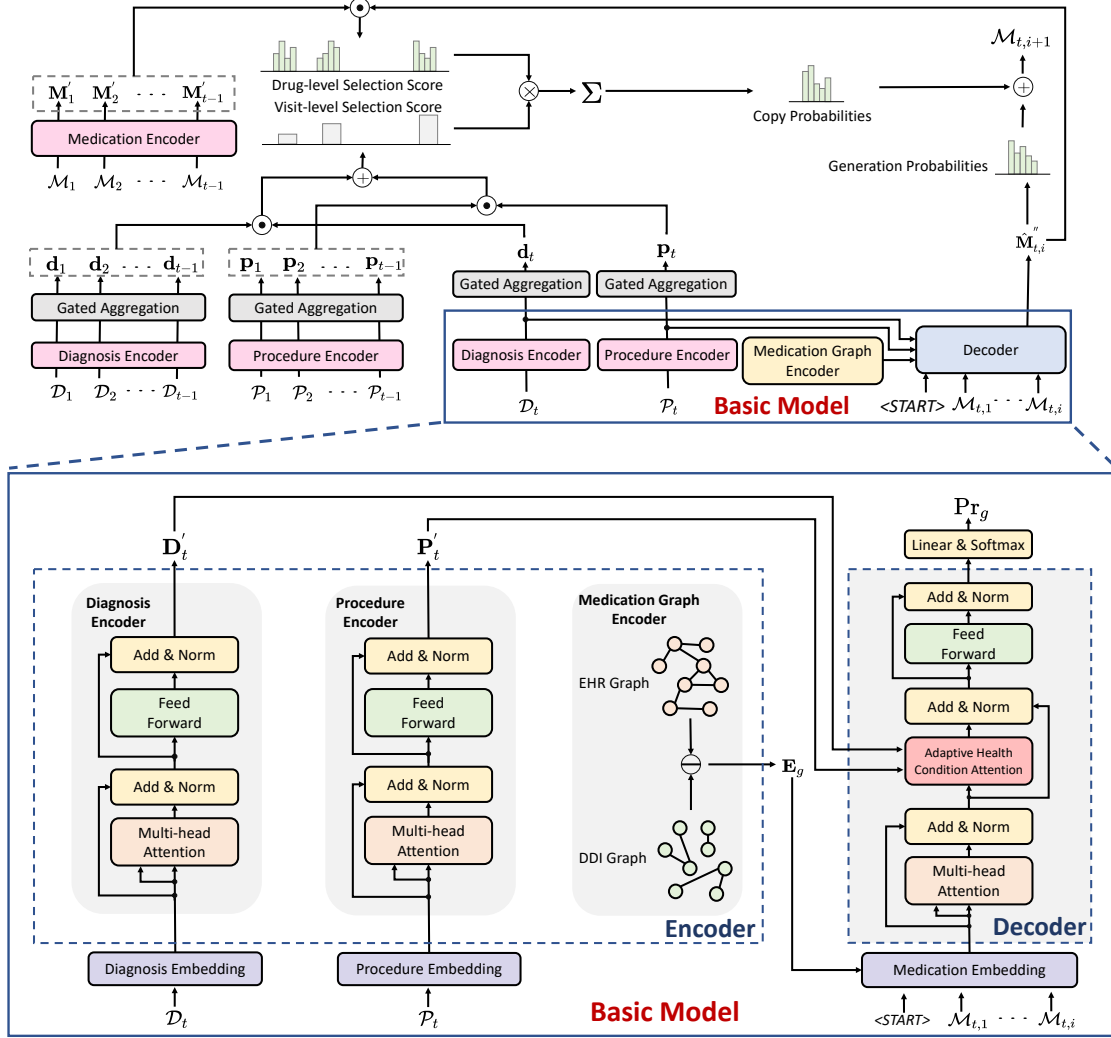 M_{t,i+1}
M'_1 M'_2 · · · M'_{t-1}
Drug-level Selection Score
Visit-level Selection Score
Σ
Copy Probabilities
Medication Encoder
M_1 M_2 · · · M_{t-1}
Generation Probabilities
d_1 d_2 · · · d_{t-1}
p_1 p_2 · · · p_{t-1}
d_t
p_t
M̂''_{t,i}
Gated Aggregation
Gated Aggregation
Gated Aggregation
Gated Aggregation
Diagnosis Encoder
Procedure Encoder
Diagnosis Encoder
Procedure Encoder
Medication Graph
Encoder
Decoder
D_1 D_2 · · · D_{t-1}
P_1 P_2 · · · P_{t-1}
D_t
P_t
Basic Model
<START> M_{t,1} · · · M_{t,i}
D'_t
P'_t
Pr_g
Linear & Softmax
Diagnosis
Encoder
Add & Norm
Feed
Forward
Add & Norm
Multi-head
Attention
Procedure
Encoder
Add & Norm
Feed
Forward
Add & Norm
Multi-head
Attention
Medication Graph
Encoder
EHR Graph
E_g
DDI Graph
Encoder
Add & Norm
Feed
Forward
Add & Norm
Adaptive Health
Condition Attention
Add & Norm
Multi-head
Attention
Decoder
Diagnosis Embedding
Procedure Embedding
Medication Embedding
D_t
P_t
Basic Model
<START> M_{t,1} · · · M_{t,i}